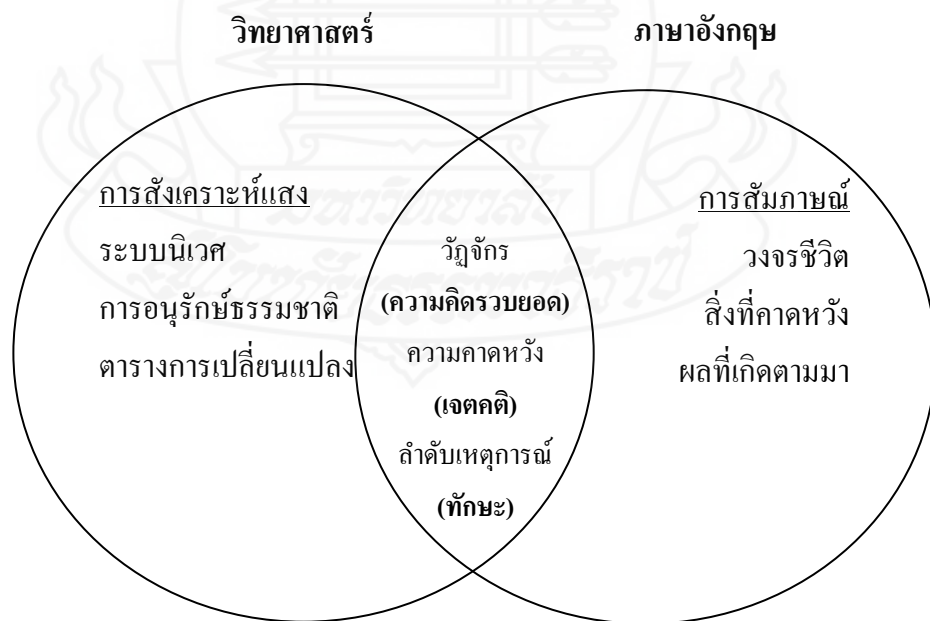 วิทยาศาสตร์
ภาษาอังกฤษ
การสังเคราะห์แสง
ระบบนิเวศ
การอนุรักษ์ธรรมชาติ
ตารางการเปลี่ยนแปลง
วัฏจักร
(ความคิดรวบยอด)
ความคาดหวัง
(เจตคติ)
ลำดับเหตุการณ์
(ทักษะ)
การสัมภาษณ์
วงจรชีวิต
สิ่งที่คาดหวัง
ผลที่เกิดตามมา